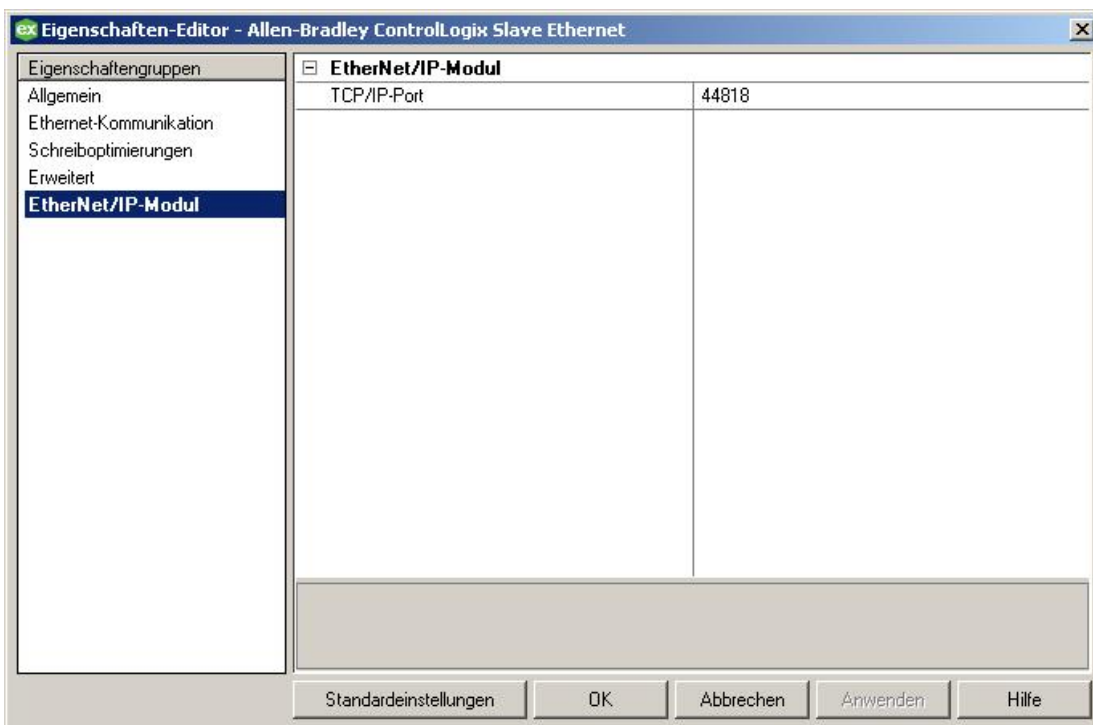 ex Eigenschaften-Editor - Allen-Bradley ControlLogix Slave Ethernet
Eigenschaftengruppen
Allgemein
Ethernet-Kommunikation
Schreiboptimierungen
Erweitert
EtherNet/IP-Modul
EtherNet/IP-Modul
TCP/IP-Port 44818
Standardeinstellungen OK Abbrechen Anwenden Hilfe